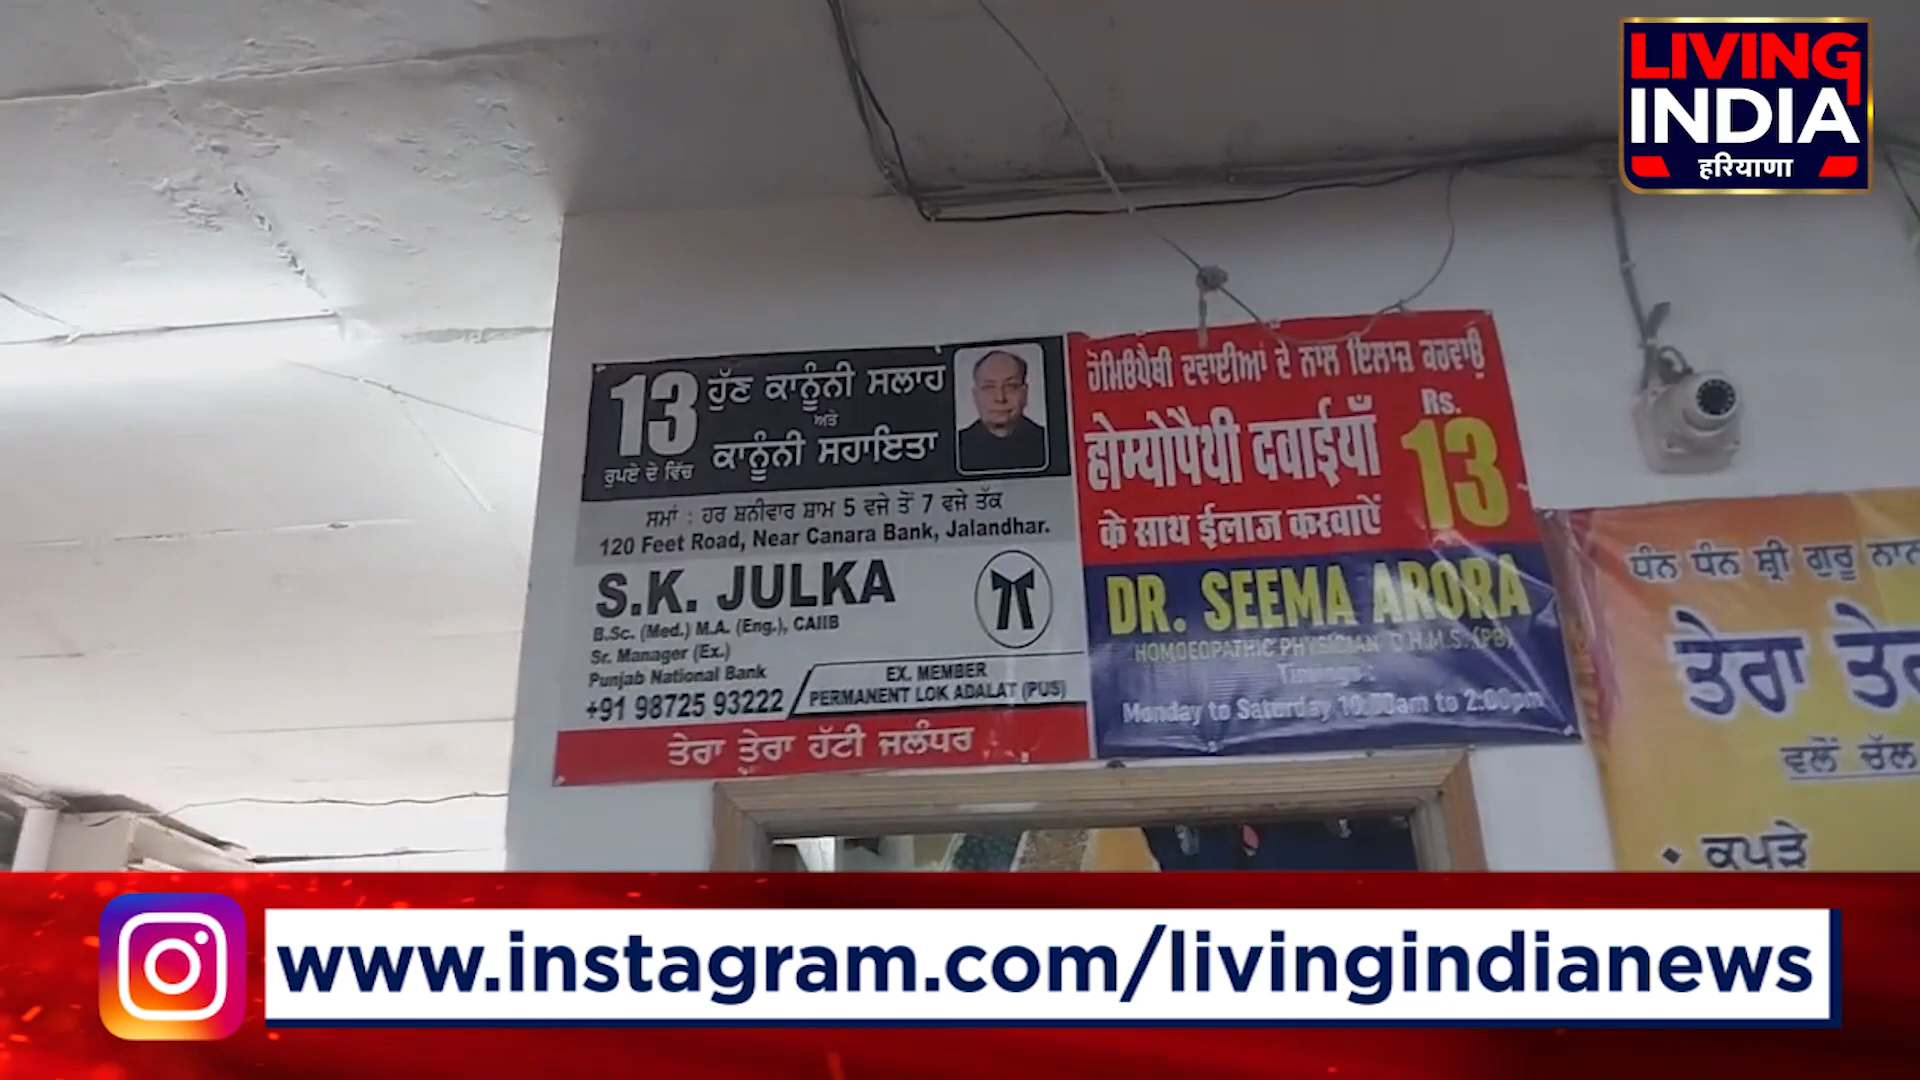 LIVING
INDIA
हरियाणा
13 ਹੁੱਣ ਕਾਨੂੰਨੀ ਸਲਾਹ
ਅਤੇ
ਰੁਪਏ ਦੇ ਵਿੱਚ ਕਾਨੂੰਨੀ ਸਹਾਇਤਾ
ਸਮਾਂ : ਹਰ ਸ਼ਨੀਵਾਰ ਸ਼ਾਮ 5 ਵਜੇ ਤੋਂ 7 ਵਜੇ ਤੱਕ
120 Feet Road, Near Canara Bank, Jalandhar.
S.K. JULKA
B.Sc. (Med.) M.A. (Eng.), CAIIB
Sr. Manager (Ex.)
Punjab National Bank
+91 98725 93222
EX. MEMBER
PERMANENT LOK ADALAT (PUS)
ਤੇਰਾ ਤੇਰਾ ਹੱਟੀ ਜਲੰਧਰ
ਹੋਮਿਓਪੈਥੀ ਦਵਾਈਆਂ ਦੇ ਨਾਲ ਇਲਾਜ਼ ਕਰਵਾਉ
होम्योपैथी दवाईयाँ
के साथ ईलाज करवाऐं
Rs.
13
DR. SEEMA ARORA
HOMOEOPATHIC PHYSICIAN D.H.M.S. (PB)
Timings :
Monday to Saturday 10:00am to 2:00pm
ਧੰਨ ਧੰਨ ਸ਼੍ਰੀ ਗੁਰੂ
ਤੇਰਾ
ਵਲੋਂ ਚੱਲ
• ਕਪੜੇ
www.instagram.com/livingindianews